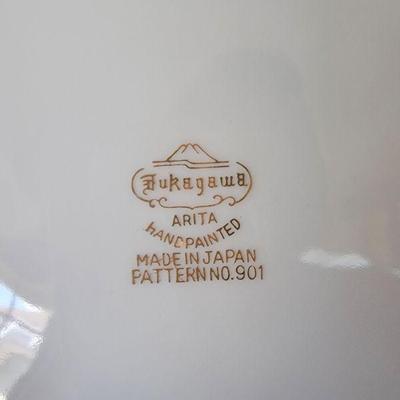 Fukagawa
ARITA
HANDPAINTED
MADE IN JAPAN
PATTERN NO.901